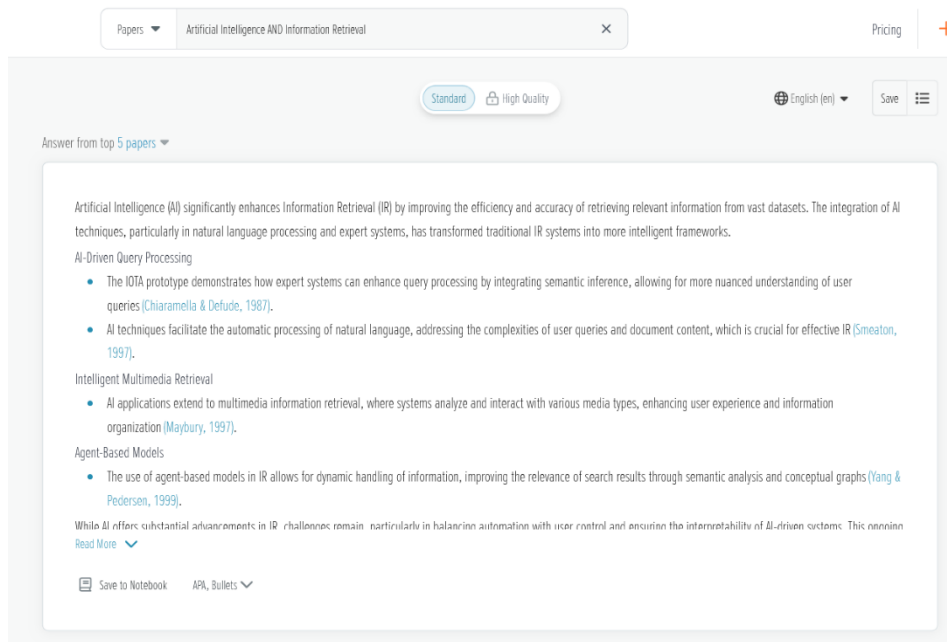 Papers
Artificial Intelligence AND Information Retrieval
Pricing
Standard
High Quality
English (en)
Save
Answer from top 5 papers
Artificial Intelligence (AI) significantly enhances Information Retrieval (IR) by improving the efficiency and accuracy of retrieving relevant information from vast datasets. The integration of AI
techniques, particularly in natural language processing and expert systems, has transformed traditional IR systems into more intelligent frameworks.
AI-Driven Query Processing
• The IOTA prototype demonstrates how expert systems can enhance query processing by integrating semantic inference, allowing for more nuanced understanding of user
queries (Chiaramella & Defude, 1987).
• AI techniques facilitate the automatic processing of natural language, addressing the complexities of user queries and document content, which is crucial for effective IR (Smeaton,
1997).
Intelligent Multimedia Retrieval
• AI applications extend to multimedia information retrieval, where systems analyze and interact with various media types, enhancing user experience and information
organization (Maybury, 1997).
Agent-Based Models
• The use of agent-based models in IR allows for dynamic handling of information, improving the relevance of search results through semantic analysis and conceptual graphs (Yang &
Pedersen, 1999).
While AI offers substantial advancements in IR, challenges remain, particularly in balancing automation with user control and ensuring the interpretability of AI-driven systems. This ongoing
Read More
Save to Notebook
APA, Bullets